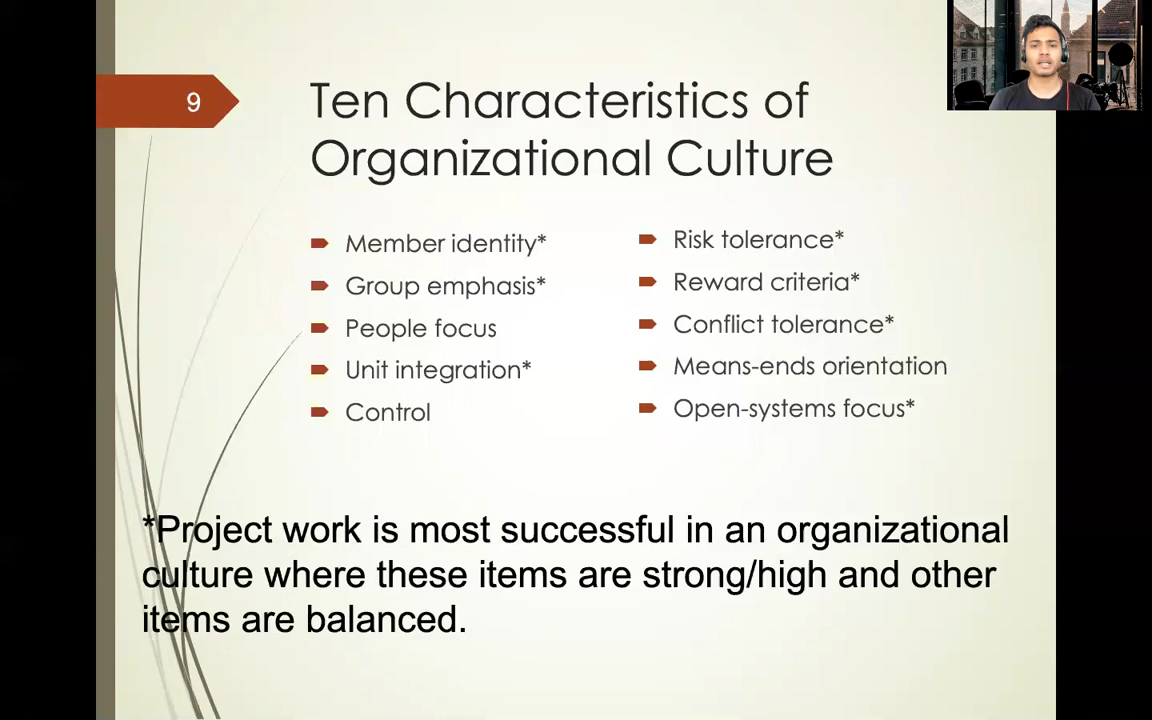 9
Ten Characteristics of
Organizational Culture
Member identity*
Group emphasis*
People focus
Unit integration*
Control
Risk tolerance*
Reward criteria*
Conflict tolerance*
Means-ends orientation
Open-systems focus*
*Project work is most successful in an organizational
culture where these items are strong/high and other
items are balanced.